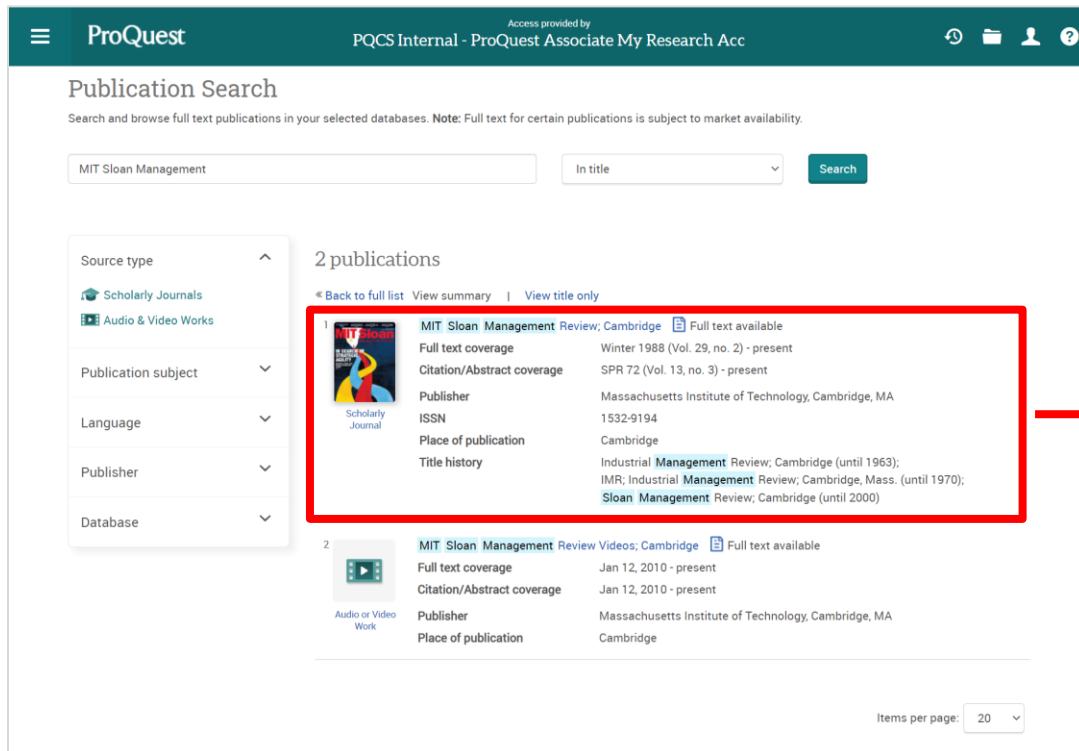 ProQuest
Access provided by
PQCS Internal - ProQuest Associate My Research Acc
?
Publication Search
Search and browse full text publications in your selected databases. Note: Full text for certain publications is subject to market availability.
MIT Sloan Management
In title
Search
Source type
Scholarly Journals
Audio & Video Works
Publication subject
Language
Publisher
Database
2 publications
« Back to full list View summary | View title only
1
MIT Sloan
MIT Sloan Management Review; Cambridge Full text available
Full text coverage Winter 1988 (Vol. 29, no. 2) - present
Citation/Abstract coverage SPR 72 (Vol. 13, no. 3) - present
Publisher Massachusetts Institute of Technology, Cambridge, MA
Scholarly Journal
ISSN 1532-9194
Place of publication Cambridge
Title history Industrial Management Review; Cambridge (until 1963);
IMR; Industrial Management Review; Cambridge, Mass. (until 1970);
Sloan Management Review; Cambridge (until 2000)
2
MIT Sloan Management Review Videos; Cambridge Full text available
Full text coverage Jan 12, 2010 - present
Citation/Abstract coverage Jan 12, 2010 - present
Audio or Video Work
Publisher Massachusetts Institute of Technology, Cambridge, MA
Place of publication Cambridge
Items per page: 20